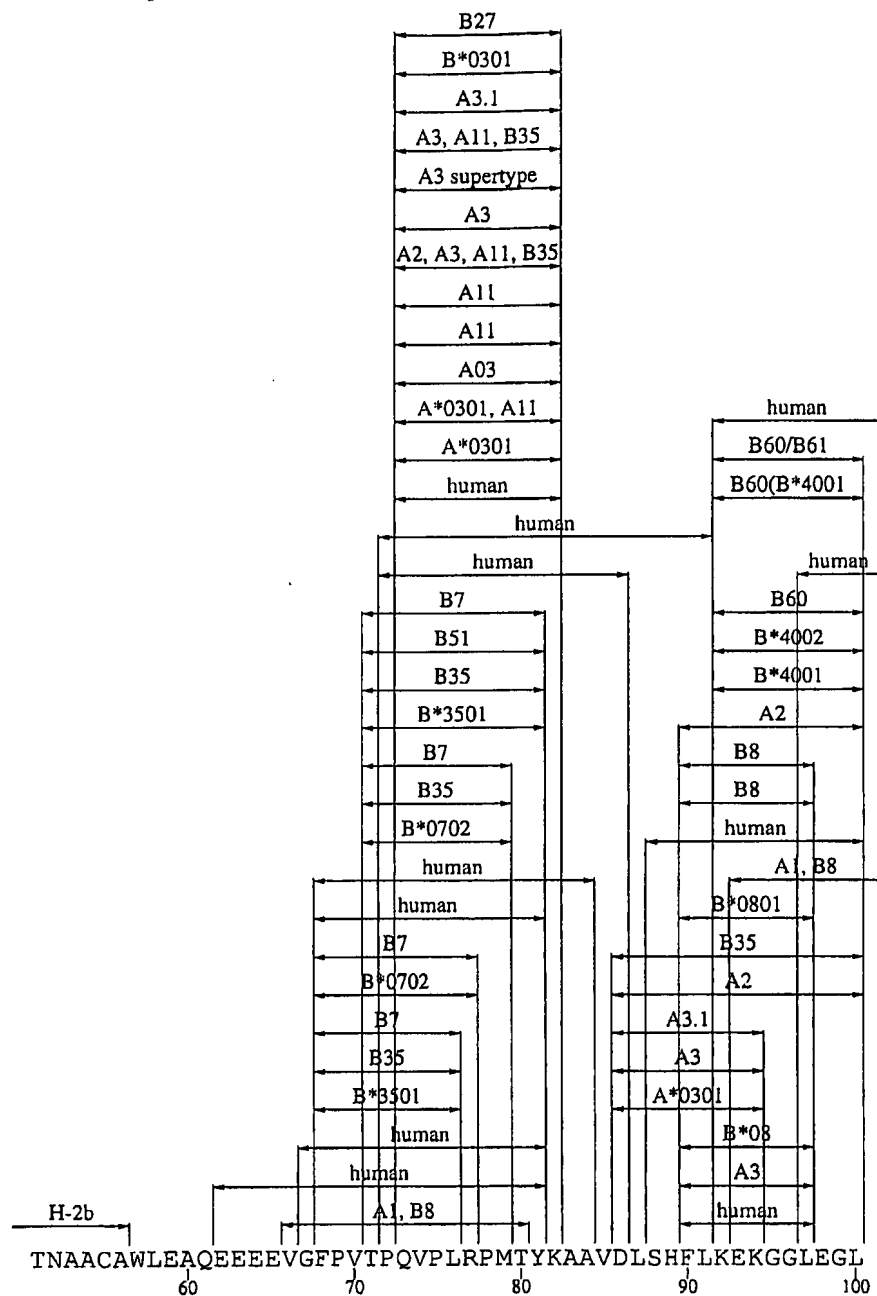 B27
B*0301
A3.1
A3, A11, B35
A3 supertype
A3
A2, A3, A11, B35
A11
A11
A03
A*0301, A11 human
A*0301 B60/B61
human B60(B*4001
human
human human
B7 B60
B51 B*4002
B35 B*4001
B*3501 A2
B7 B8
B35 B8
B*0702 human
human A1, B8
human B*0801
B7 B35
B*0702 A2
B7 A3.1
B35 A3
B*3501 A*0301
human B*08
human A3
H-2b A1, B8 human
TNAACAWLEAQEEEEVGFPVTPQVPLRPMTYKAAVDLSHFLKEKGGLEGL
60 70 80 90 100